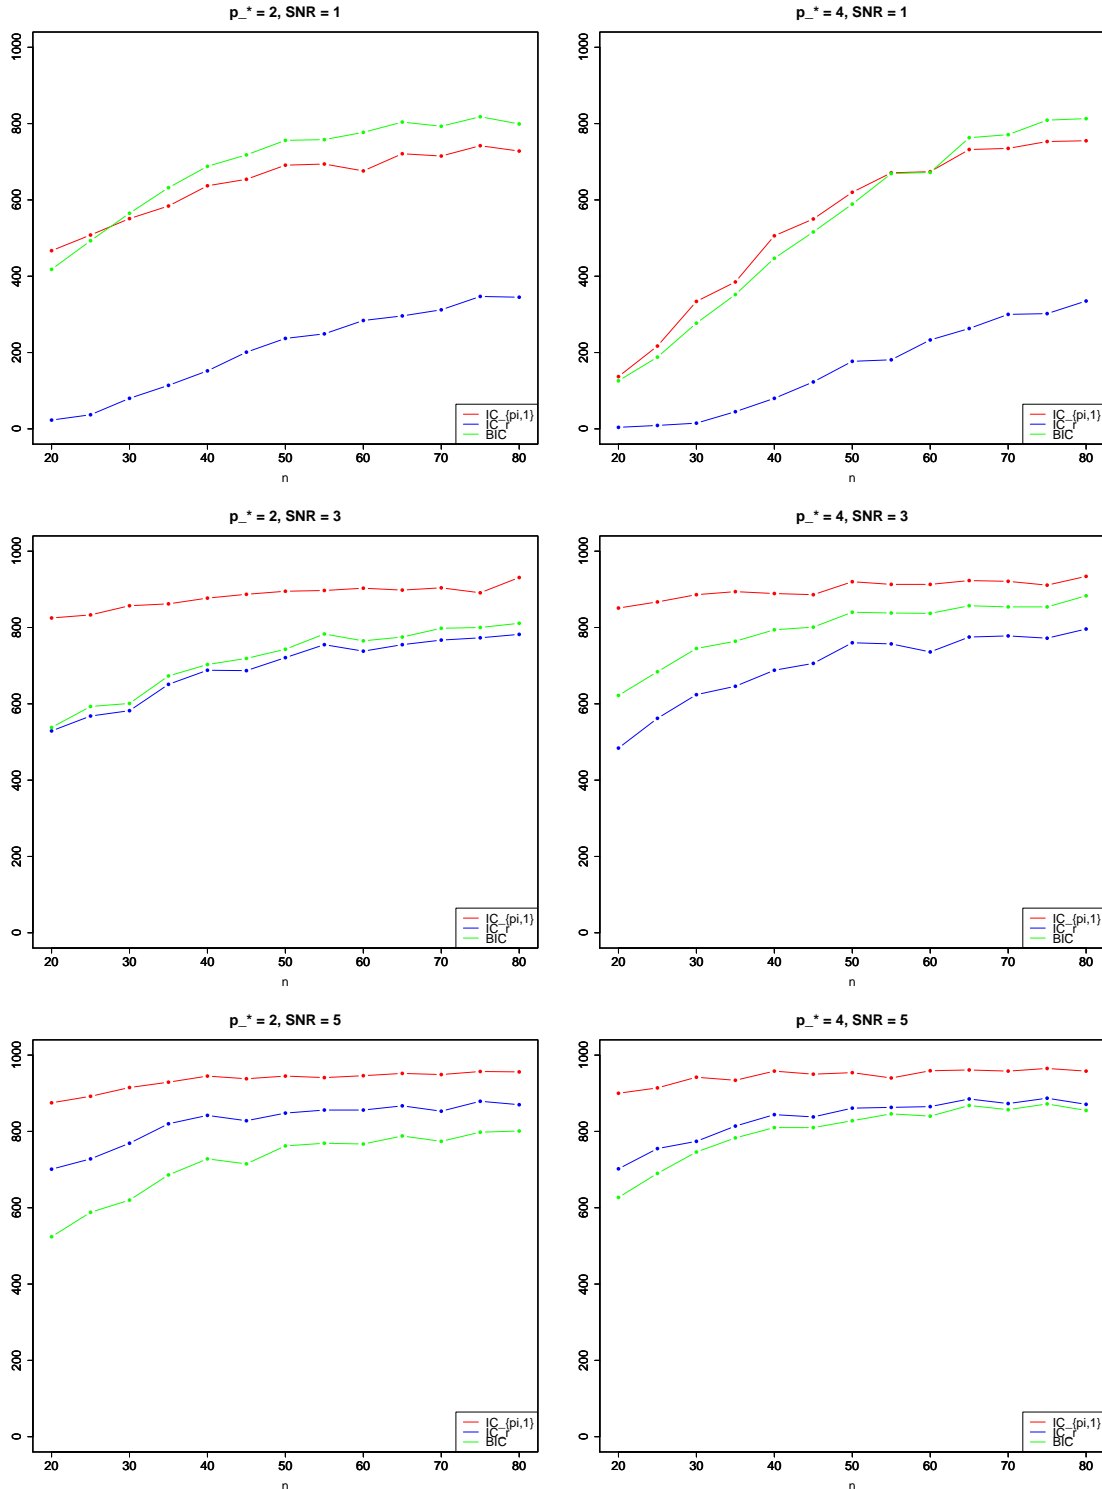 p_* = 2, SNR = 1
1000
800
600
400
200
0
IC_{pi,1}
IC_r
BIC
20 30 40 50 60 70 80
n
p_* = 4, SNR = 1
1000
800
600
400
200
0
IC_{pi,1}
IC_r
BIC
20 30 40 50 60 70 80
n
p_* = 2, SNR = 3
1000
800
600
400
200
0
IC_{pi,1}
IC_r
BIC
20 30 40 50 60 70 80
n
p_* = 4, SNR = 3
1000
800
600
400
200
0
IC_{pi,1}
IC_r
BIC
20 30 40 50 60 70 80
n
p_* = 2, SNR = 5
1000
800
600
400
200
0
IC_{pi,1}
IC_r
BIC
20 30 40 50 60 70 80
n
p_* = 4, SNR = 5
1000
800
600
400
200
0
IC_{pi,1}
IC_r
BIC
20 30 40 50 60 70 80
n